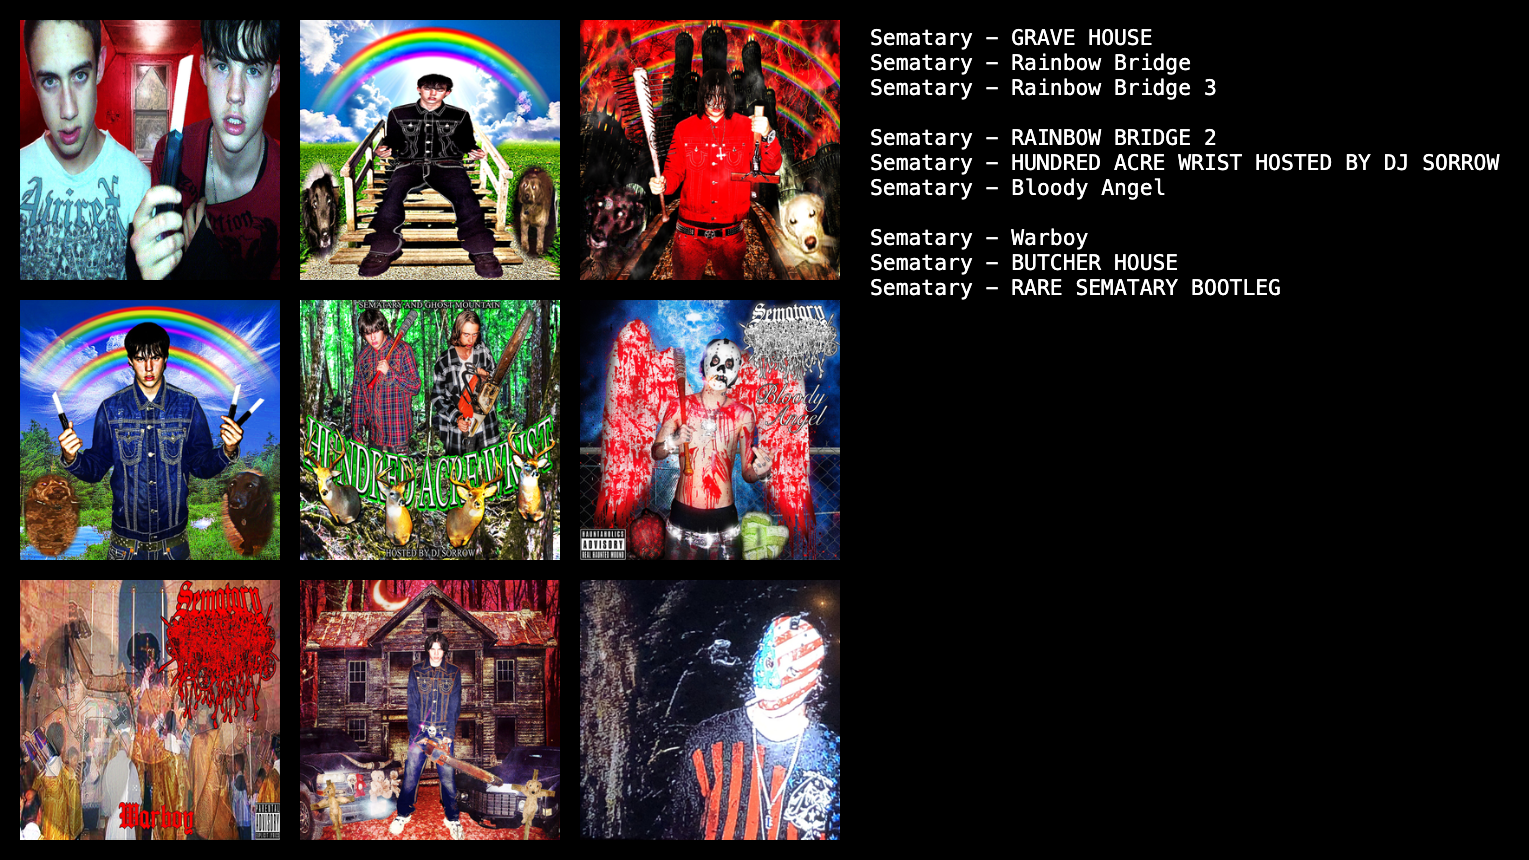 Sematary – GRAVE HOUSE
Sematary – Rainbow Bridge
Sematary – Rainbow Bridge 3
Sematary – RAINBOW BRIDGE 2
Sematary – HUNDRED ACRE WRIST HOSTED BY DJ SORROW
Sematary – Bloody Angel
Sematary – Warboy
Sematary – BUTCHER HOUSE
Sematary – RARE SEMATARY BOOTLEG
SEMATARY AND GHOST MOUNTAIN
HUNDRED ACRE WRIST
HOSTED BY DJ SORROW
Sematary
Bloody
Angel
HAUNTAHOLICS
ADVISORY
REAL HAUNTED MOUND
Sematary
Warboy
PARENTAL
ADVISORY